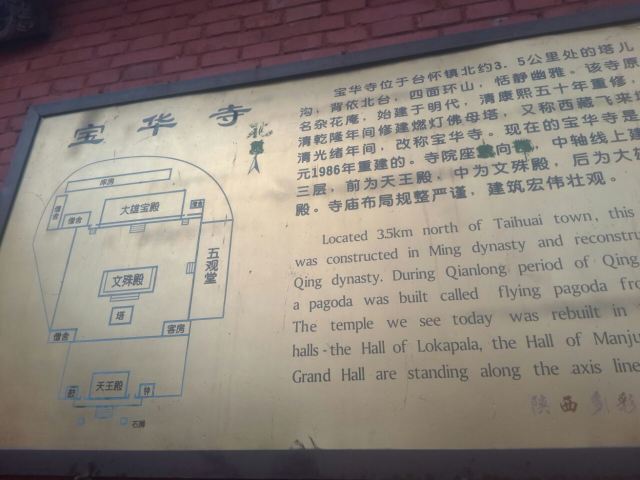 宝华寺
北
库房
僧舍
僧舍
大雄宝殿
五观堂
文殊殿
塔
僧舍
客房
鼓
天王殿
钟
石狮
宝华寺位于台怀镇北约3.5公里处的塔儿
沟，背依北台，四面环山，恬静幽雅。该寺原
名杂花庵，始建于明代，清康熙五十年重修，
清乾隆年间修建燃灯佛母塔，又称西藏飞来
清光绪年间，改称宝华寺。现在的宝华寺是
元1986年重建的。寺院座 向 ，中轴线上建
三层，前为天王殿，中为文殊殿，后为大雄
殿。寺庙布局规整严谨，建筑宏伟壮观。
Located 3.5km north of Taihuai town, this
was constructed in Ming dynasty and reconstru
Qing dynasty. During Qianlong period of Qing
a pagoda was built called flying pagoda fro
The temple we see today was rebuilt in
halls-the Hall of Lokapala, the Hall of Manju
Grand Hall are standing along the axis line
陕西多彩